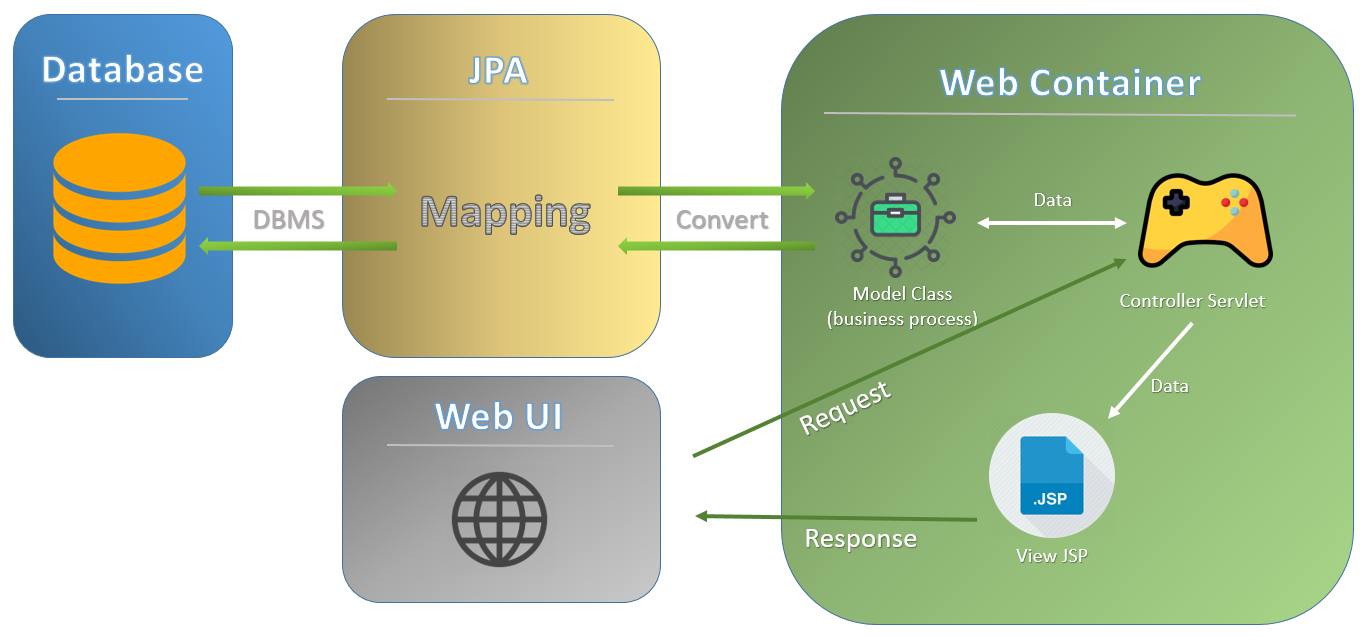 Database
JPA
Web Container
DBMS
Mapping
Convert
Data
Model Class
(business process)
Controller Servlet
Data
Web UI
Request
.JSP
Response
View JSP